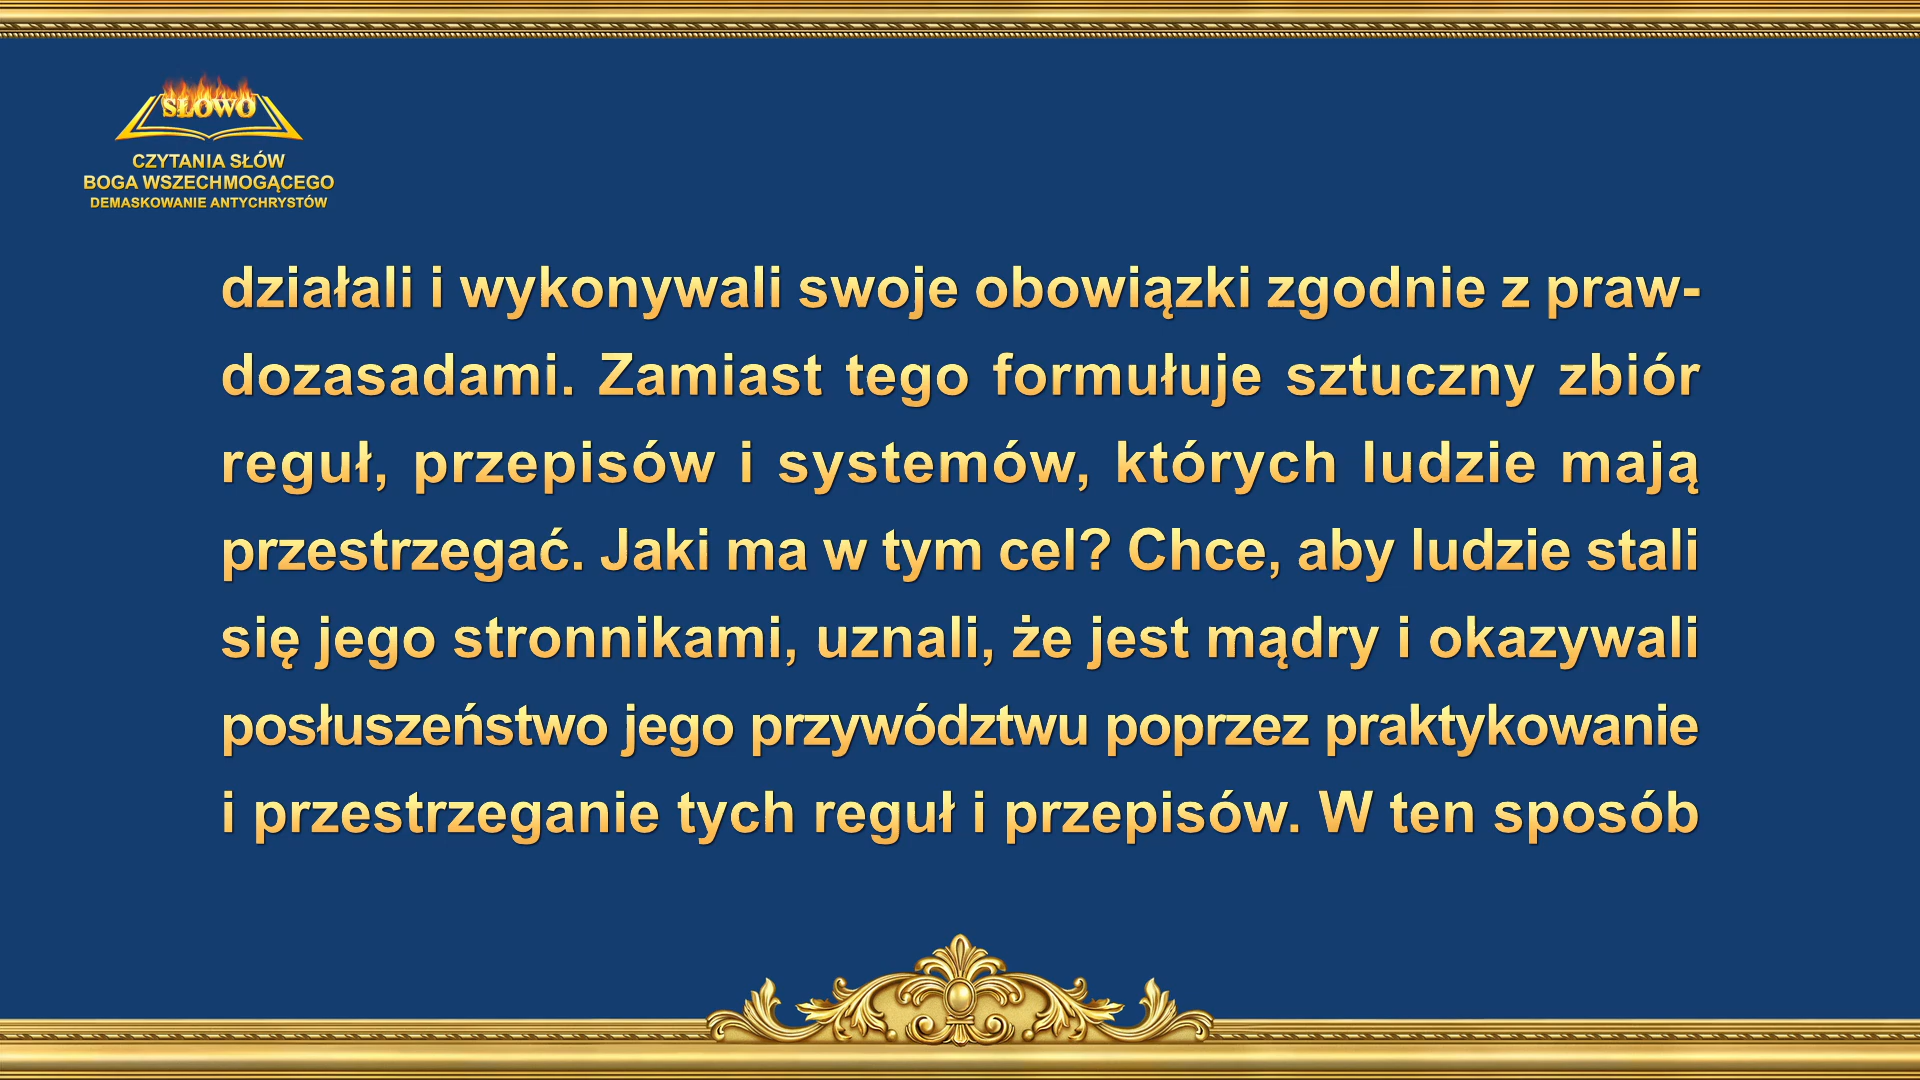 SŁOWO
CZYTANIA SŁÓW
BOGA WSZECHMOGĄCEGO
DEMASKOWANIE ANTYCHRYSTÓW
działali i wykonywali swoje obowiązki zgodnie z praw-
dozasadami. Zamiast tego formułuje sztuczny zbiór
reguł, przepisów i systemów, których ludzie mają
przestrzegać. Jaki ma w tym cel? Chce, aby ludzie stali
się jego stronnikami, uznali, że jest mądry i okazywali
posłuszeństwo jego przywództwu poprzez praktykowanie
i przestrzeganie tych reguł i przepisów. W ten sposób